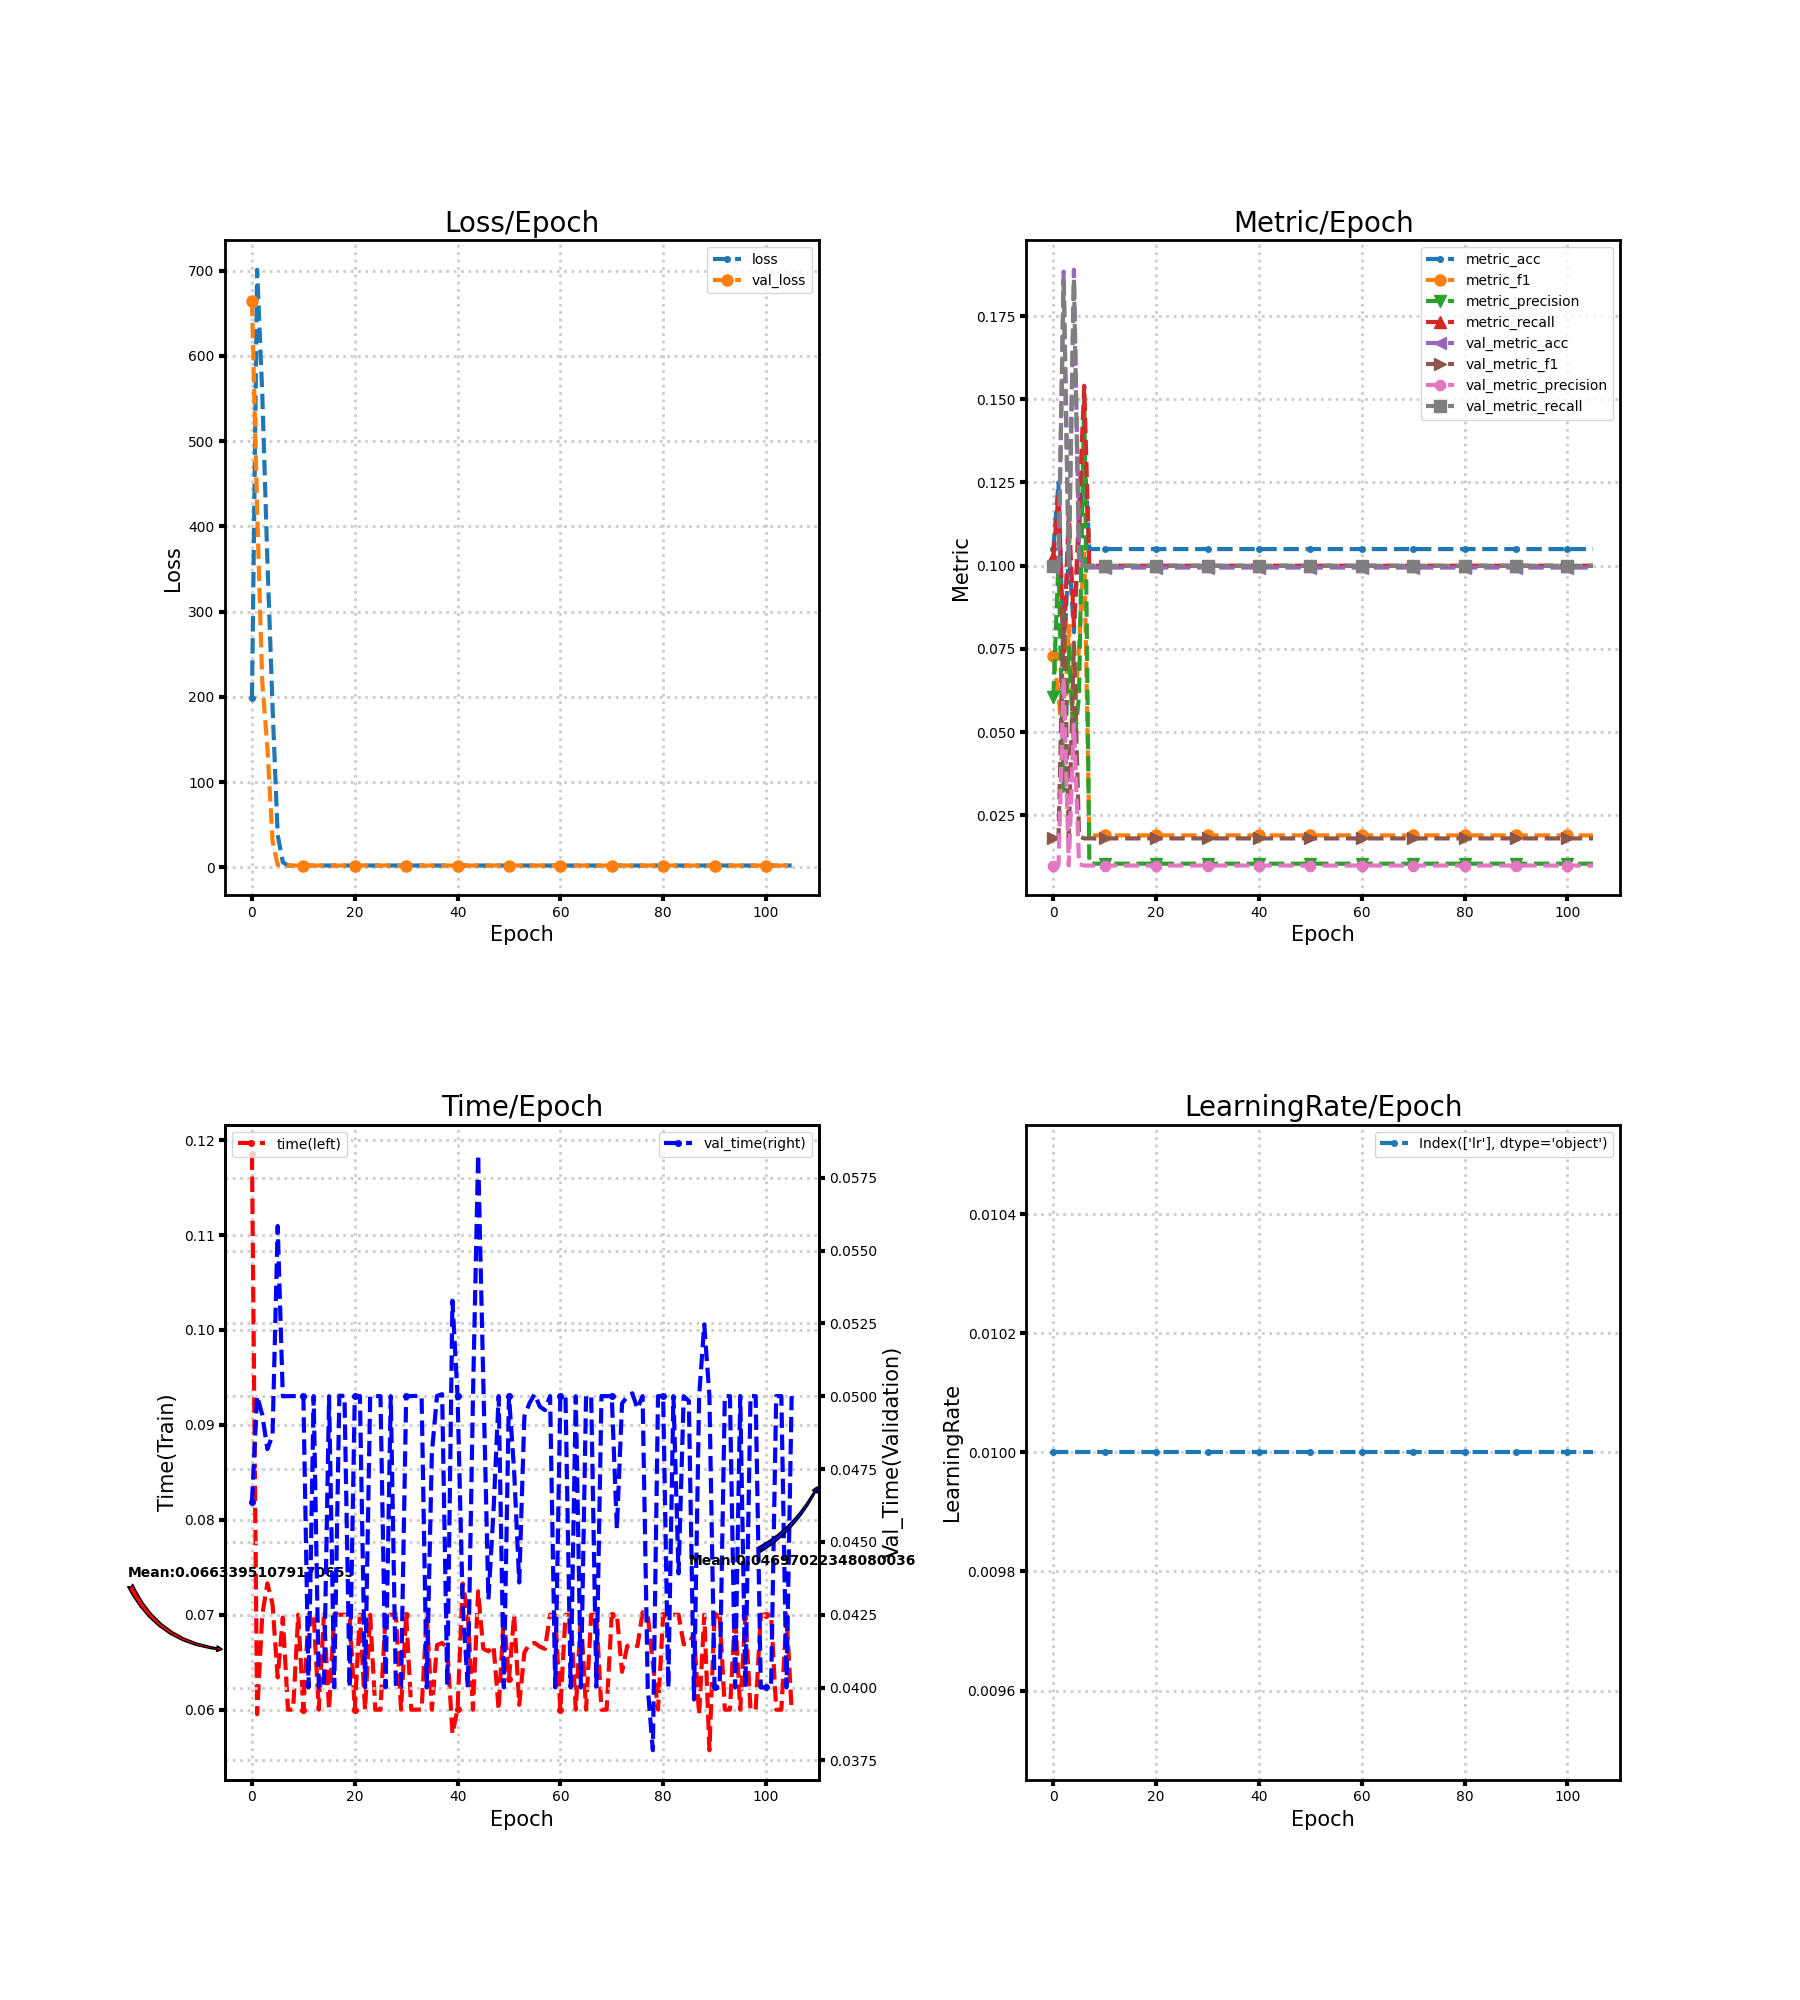 Loss/Epoch
700
600
500
400
300
200
100
0
Loss
loss
val_loss
0 20 40 60 80 100
Epoch
Metric/Epoch
0.175
0.150
0.125
0.100
0.075
0.050
0.025
Metric
metric_acc
metric_f1
metric_precision
metric_recall
val_metric_acc
val_metric_f1
val_metric_precision
val_metric_recall
0 20 40 60 80 100
Epoch
Time/Epoch
0.12
0.11
0.10
0.09
0.08
0.07
0.06
Time(Train)
time(left)
val_time(right)
0.0575
0.0550
0.0525
0.0500
0.0475
0.0450
0.0425
0.0400
0.0375
Val_Time(Validation)
Mean:0.04697022348080036
0 20 40 60 80 100
Epoch
LearningRate/Epoch
0.0104
0.0102
0.0100
0.0098
0.0096
LearningRate
Index(['lr'], dtype='object')
0 20 40 60 80 100
Epoch